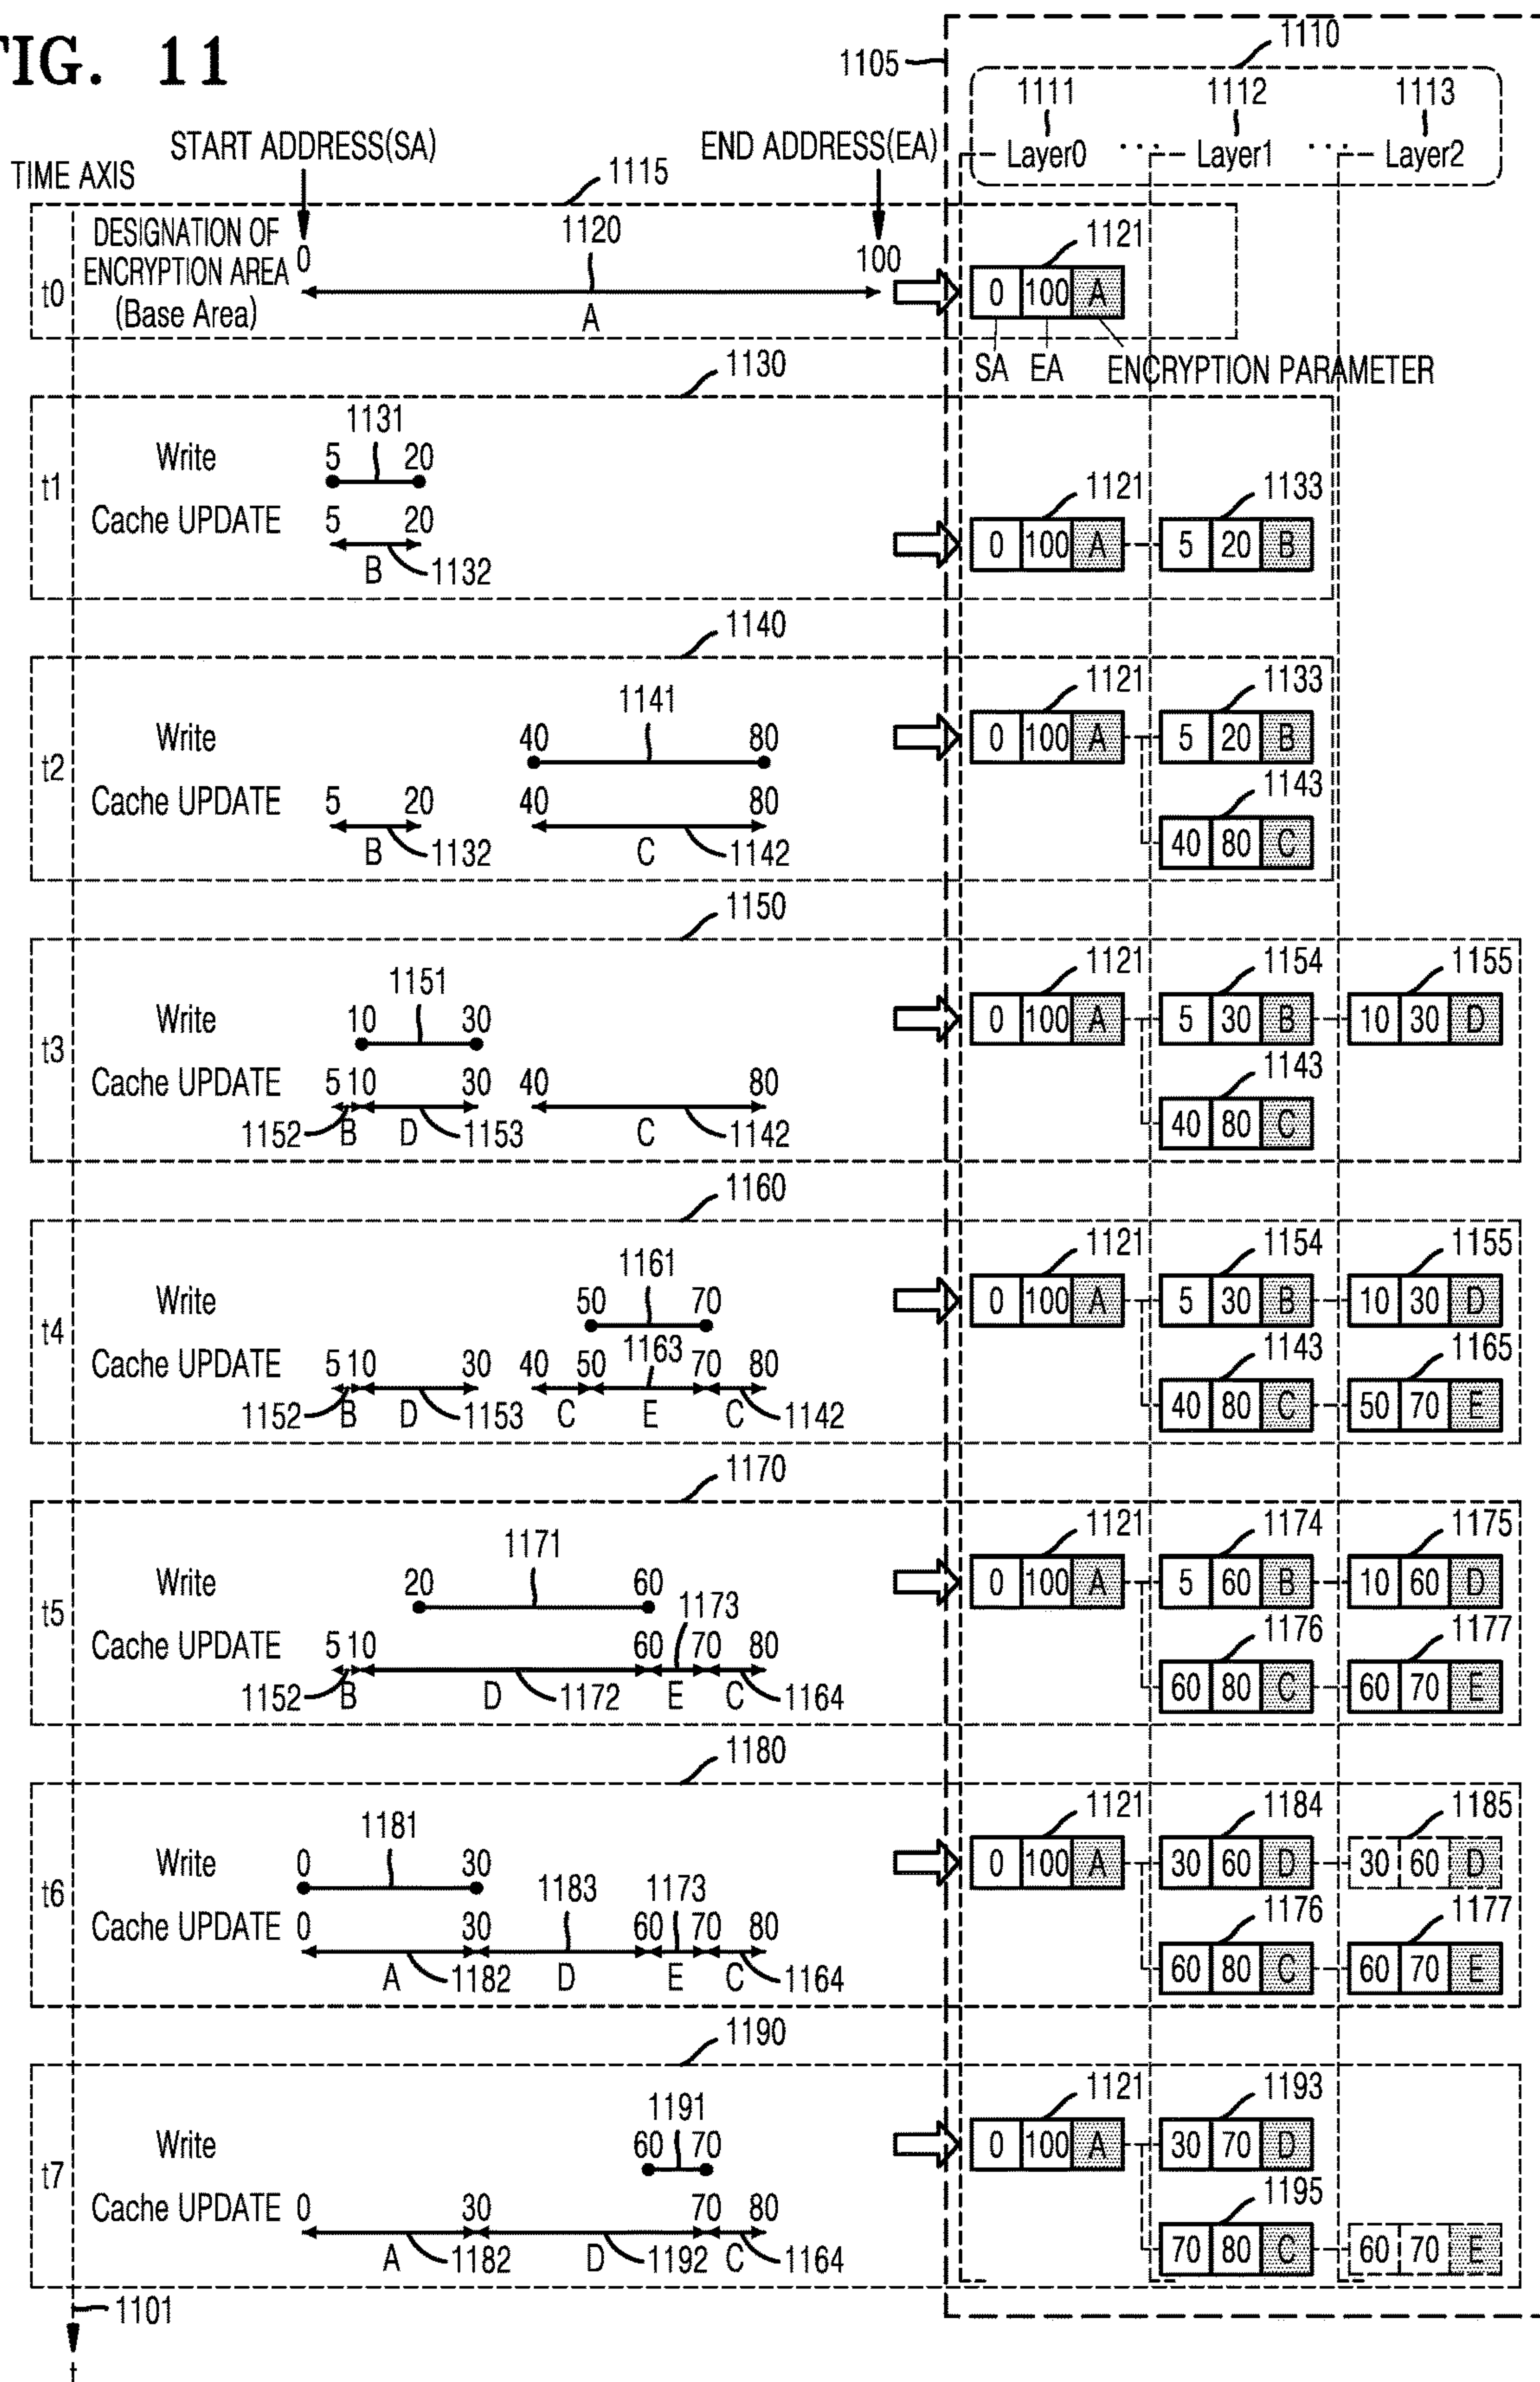 FIG. 11
1105
1110
1111 1112 1113
Layer0 ... Layer1 ... Layer2
START ADDRESS(SA) END ADDRESS(EA)
TIME AXIS
1115
t0
DESIGNATION OF
ENCRYPTION AREA
(Base Area)
0 1120 100
A
1121
0 100 A
SA EA ENCRYPTION PARAMETER
1130
t1
1131
Write 5 20
Cache UPDATE 5 20
B 1132
1121 1133
0 100 A 5 20 B
1140
t2
1141
Write 40 80
Cache UPDATE 5 20 40 80
B 1132 C 1142
1121 1133
0 100 A 5 20 B
1143
40 80 C
1150
t3
1151
Write 10 30
Cache UPDATE 5 10 30 40 80
1152 B D 1153 C 1142
1121 1154 1155
0 100 A 5 30 B 10 30 D
1143
40 80 C
1160
t4
1161
Write 50 70
Cache UPDATE 5 10 30 40 50 1163 70 80
1152 B D 1153 C E C 1142
1121 1154 1155
0 100 A 5 30 B 10 30 D
1143 1165
40 80 C 50 70 E
1170
t5
1171
Write 20 60
1173
Cache UPDATE 5 10 60 70 80
1152 B D 1172 E C 1164
1121 1174 1175
0 100 A 5 60 B 10 60 D
1176 1177
60 80 C 60 70 E
1180
t6
1181
Write 0 30
1183 1173
Cache UPDATE 0 30 60 70 80
A 1182 D E C 1164
1121 1184 1185
0 100 A 30 60 D 30 60 D
1176 1177
60 80 C 60 70 E
1190
t7
1191
Write 60 70
Cache UPDATE 0 30 70 80
A 1182 D 1192 C 1164
1121 1193
0 100 A 30 70 D
1195
70 80 C 60 70 E
1101
t